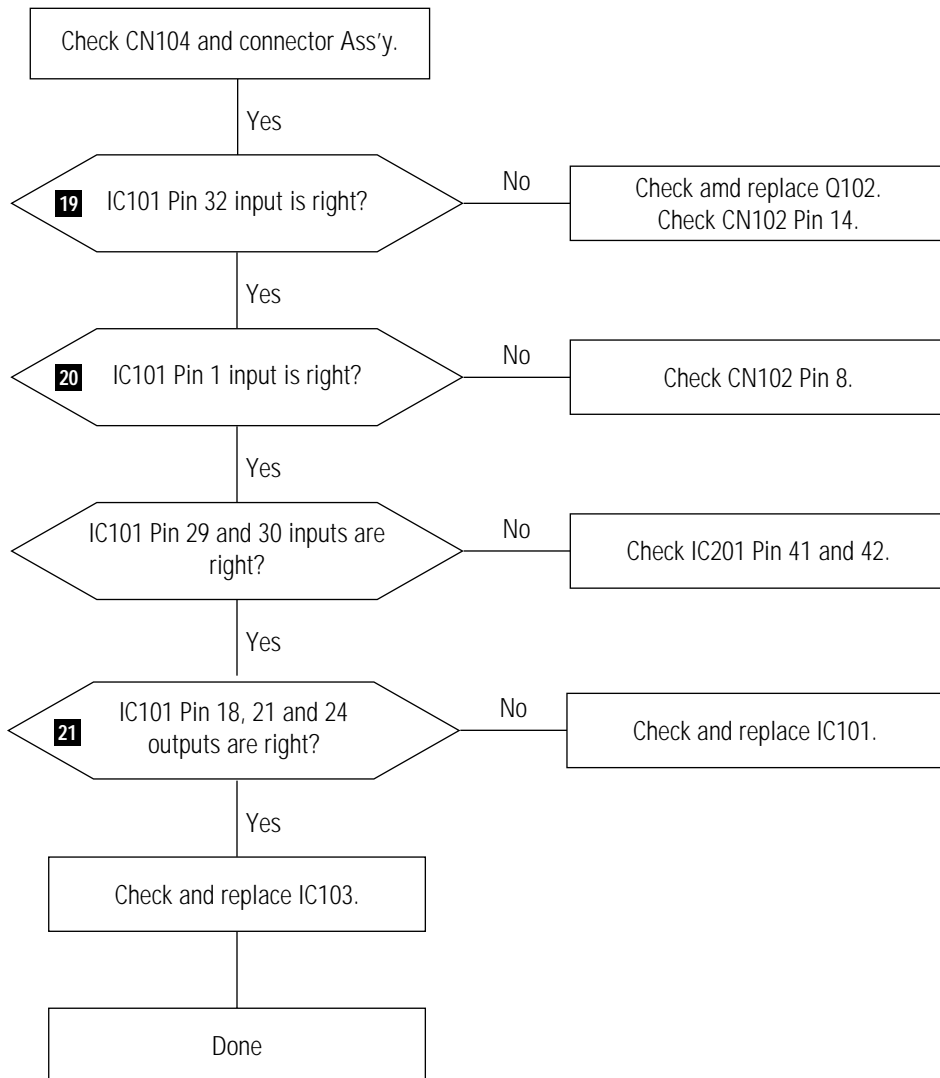 Check CN104 and connector Ass'y.
Yes
19 IC101 Pin 32 input is right?
No
Check amd replace Q102.
Check CN102 Pin 14.
Yes
20 IC101 Pin 1 input is right?
No
Check CN102 Pin 8.
Yes
IC101 Pin 29 and 30 inputs are
right?
No
Check IC201 Pin 41 and 42.
Yes
21 IC101 Pin 18, 21 and 24
outputs are right?
No
Check and replace IC101.
Yes
Check and replace IC103.
Done